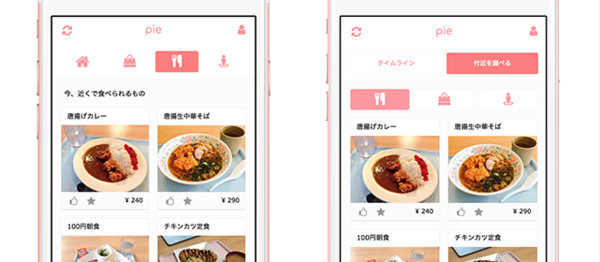 pie
今、近くで食べられるもの
唐揚げカレー
唐揚生中華そば
¥ 240
¥ 290
100円朝食
チキンカツ定食
pie
タイムライン
付近を調べる
唐揚げカレー
唐揚生中華そば
¥ 240
¥ 290
100円朝食
チキンカツ定食